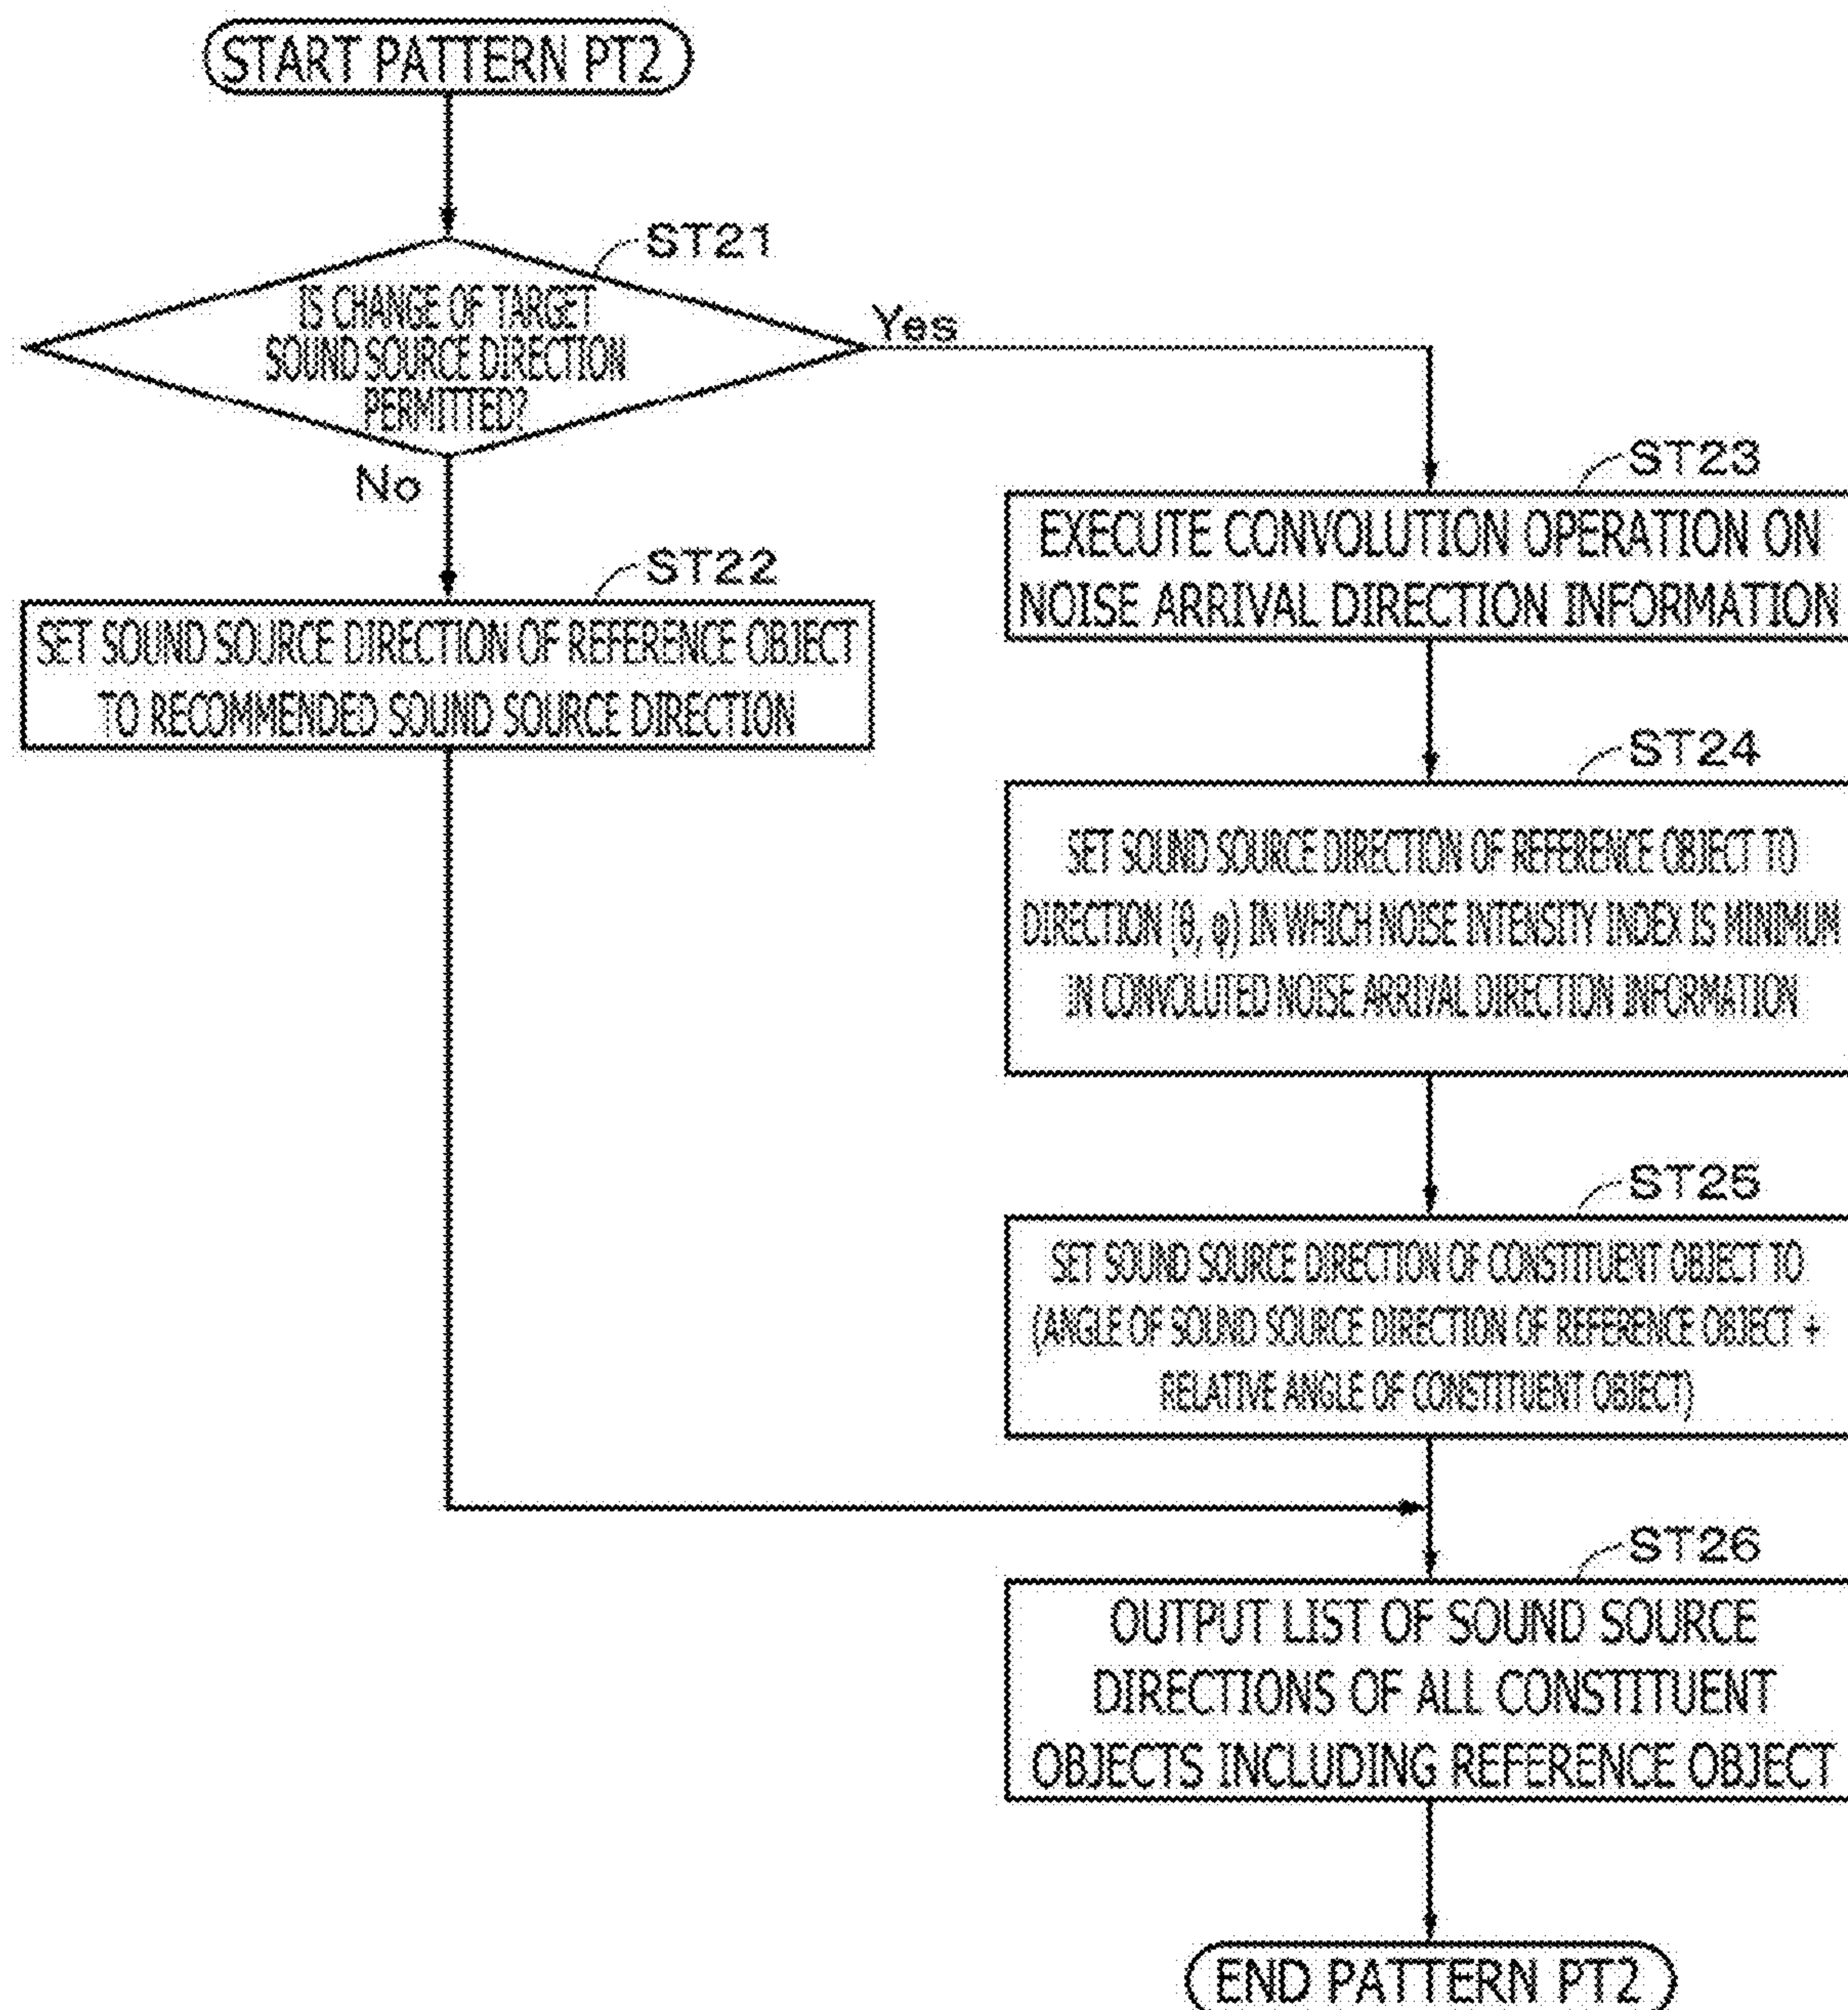 START PATTERN PT2
ST21
IS CHANGE OF TARGET
SOUND SOURCE DIRECTION
PERMITTED?
Yes
No
ST22
SET SOUND SOURCE DIRECTION OF REFERENCE OBJECT
TO RECOMMENDED SOUND SOURCE DIRECTION
ST23
EXECUTE CONVOLUTION OPERATION ON
NOISE ARRIVAL DIRECTION INFORMATION
ST24
SET SOUND SOURCE DIRECTION OF REFERENCE OBJECT TO
DIRECTION (θ, φ) IN WHICH NOISE INTENSITY INDEX IS MINIMUM
IN CONVOLUTED NOISE ARRIVAL DIRECTION INFORMATION
ST25
SET SOUND SOURCE DIRECTION OF CONSTITUENT OBJECT TO
(ANGLE OF SOUND SOURCE DIRECTION OF REFERENCE OBJECT +
RELATIVE ANGLE OF CONSTITUENT OBJECT)
ST26
OUTPUT LIST OF SOUND SOURCE
DIRECTIONS OF ALL CONSTITUENT
OBJECTS INCLUDING REFERENCE OBJECT
END PATTERN PT2